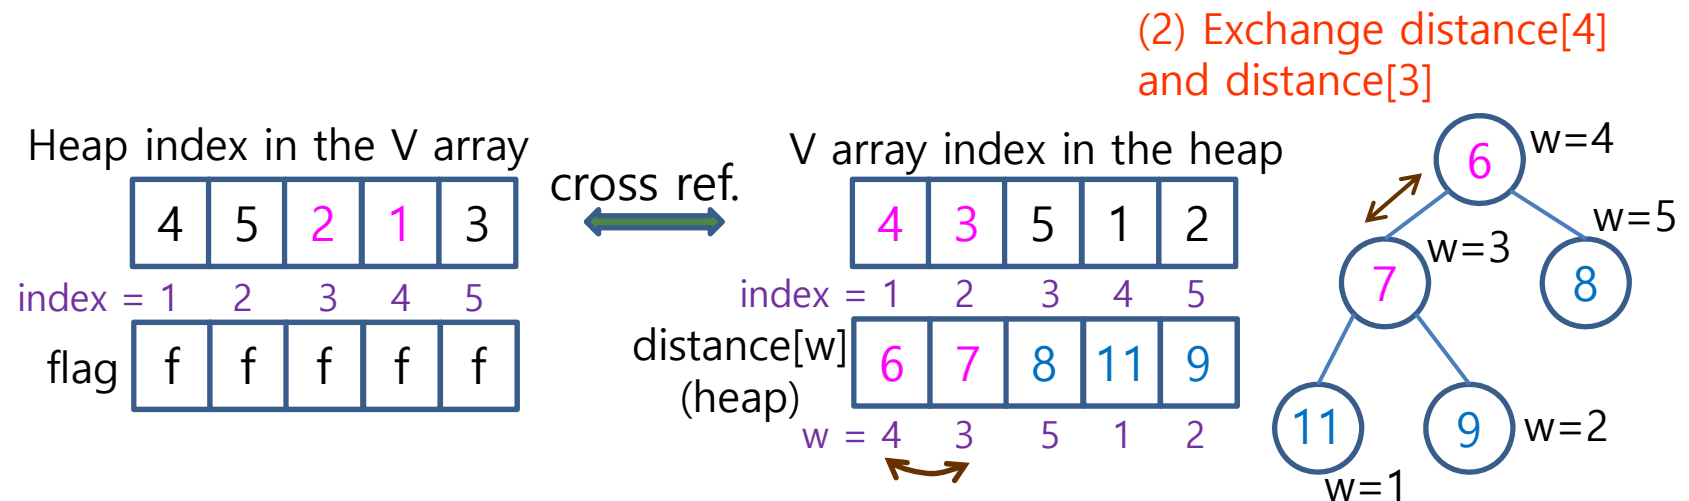 (2) Exchange distance[4]
and distance[3]
Heap index in the V array
4 5 2 1 3
index = 1 2 3 4 5
flag f f f f f
cross ref.
V array index in the heap
4 3 5 1 2
index = 1 2 3 4 5
distance[w]
(heap)
6 7 8 11 9
w = 4 3 5 1 2
6 w=4
7 w=3
8 w=5
11 w=1
9 w=2